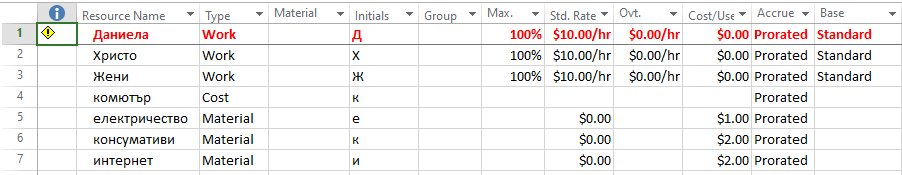 Resource Name Type Material Initials Group Max. Std. Rate Ovt. Cost/Use Accrue Base
1 Даниела Work Д 100% $10.00/hr $0.00/hr $0.00 Prorated Standard
2 Христо Work Х 100% $10.00/hr $0.00/hr $0.00 Prorated Standard
3 Жени Work Ж 100% $10.00/hr $0.00/hr $0.00 Prorated Standard
4 комютър Cost к Prorated
5 електричество Material е $0.00 $1.00 Prorated
6 консумативи Material к $0.00 $2.00 Prorated
7 интернет Material и $0.00 $2.00 Prorated